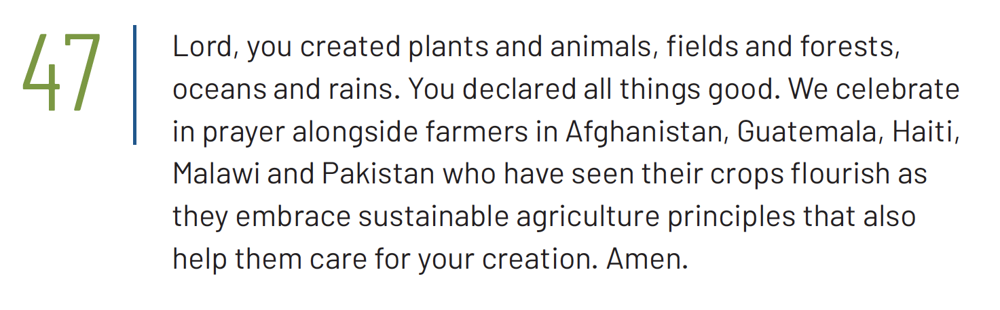 47
Lord, you created plants and animals, fields and forests,
oceans and rains. You declared all things good. We celebrate
in prayer alongside farmers in Afghanistan, Guatemala, Haiti,
Malawi and Pakistan who have seen their crops flourish as
they embrace sustainable agriculture principles that also
help them care for your creation. Amen.